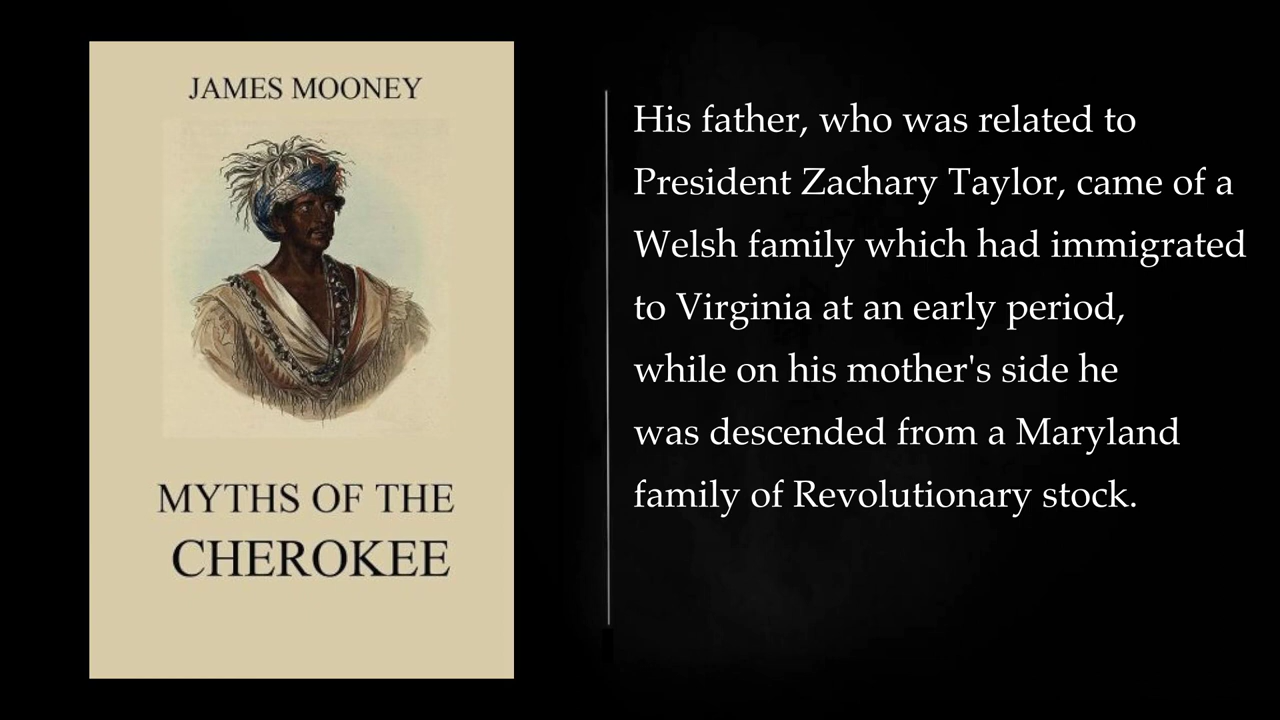 JAMES MOONEY
MYTHS OF THE
CHEROKEE
His father, who was related to
President Zachary Taylor, came of a
Welsh family which had immigrated
to Virginia at an early period,
while on his mother's side he
was descended from a Maryland
family of Revolutionary stock.